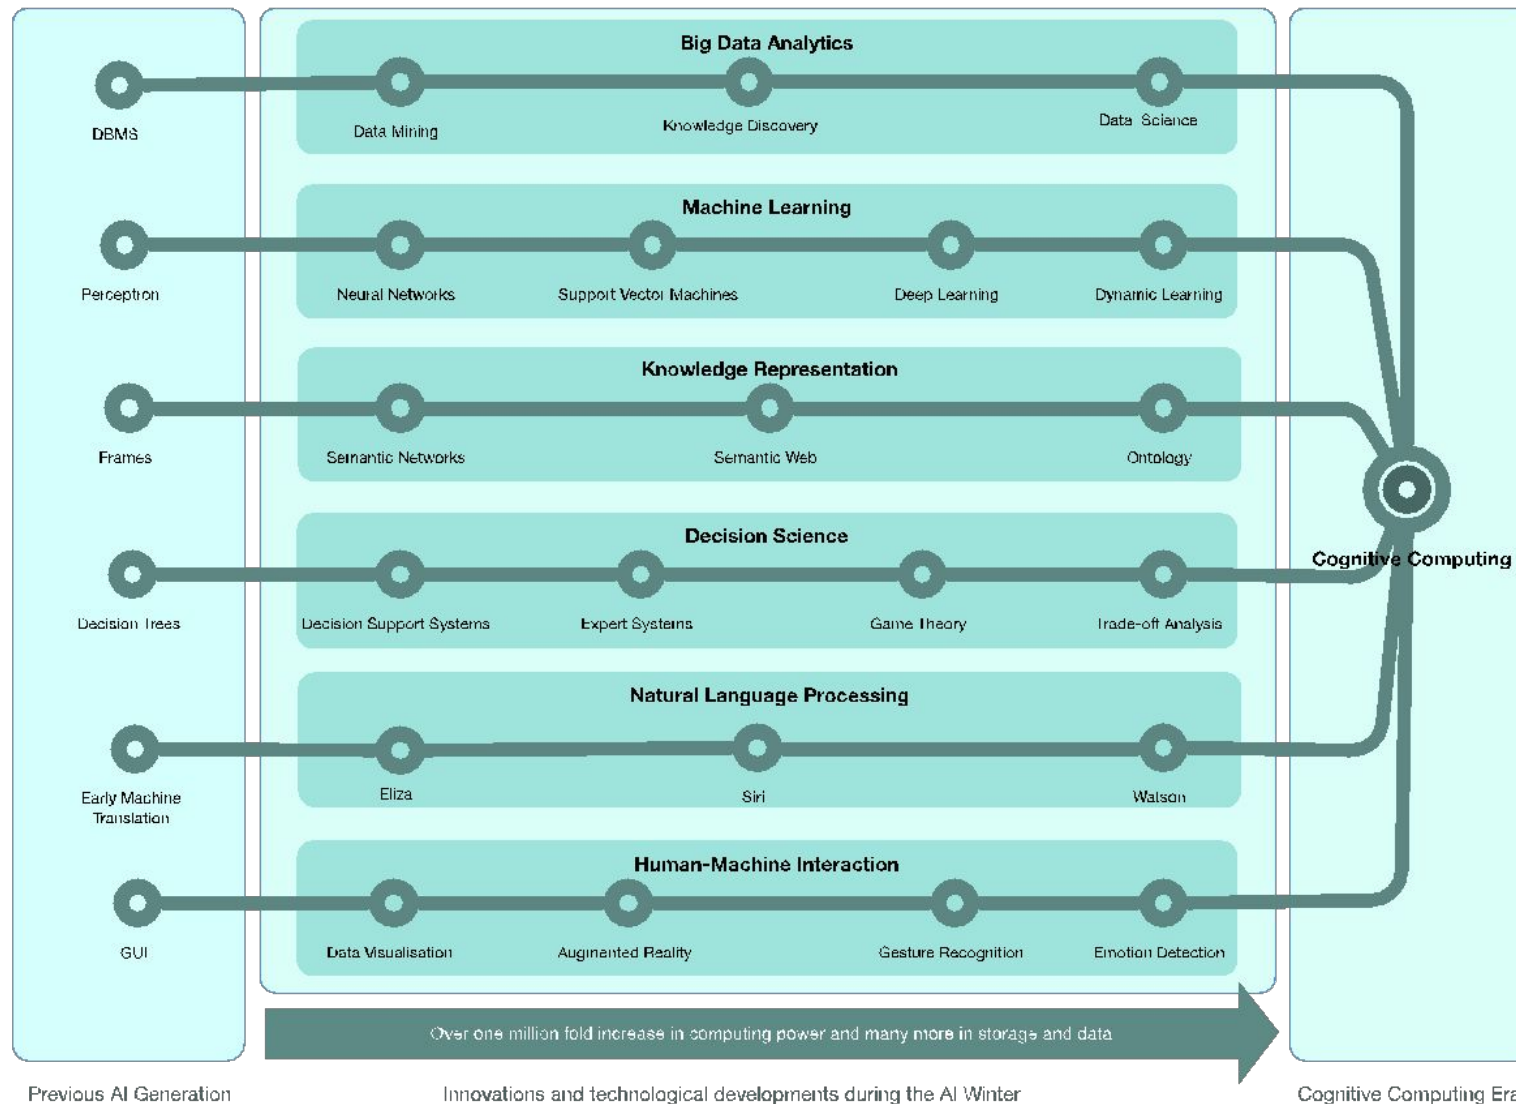 Big Data Analytics
DBMS
Data Mining
Knowledge Discovery
Data Science
Machine Learning
Perceptron
Neural Networks
Support Vector Machines
Deep Learning
Dynamic Learning
Knowledge Representation
Frames
Semantic Networks
Semantic Web
Ontology
Decision Science
Cognitive Computing
Decision Trees
Decision Support Systems
Expert Systems
Game Theory
Trade-off Analysis
Natural Language Processing
Early Machine
Translation
Eliza
Siri
Watson
Human-Machine Interaction
GUI
Data Visualisation
Augmented Reality
Gesture Recognition
Emotion Detection
Over one million fold increase in computing power and many more in storage and data
Previous AI Generation
Innovations and technological developments during the AI Winter
Cognitive Computing Era